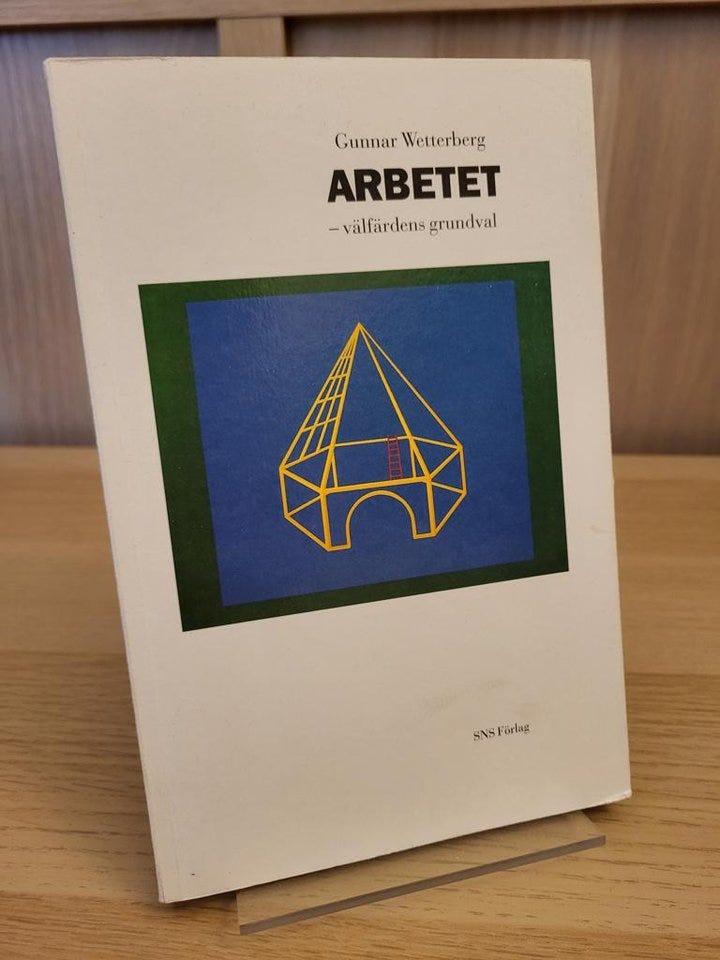 Gunnar Wetterberg
ARBETET
– välfärdens grundval
SNS Förlag